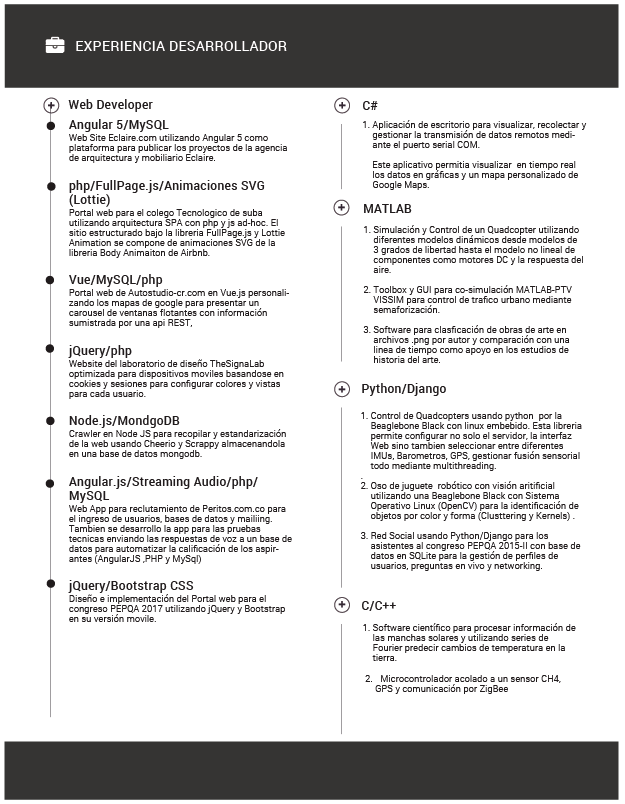 EXPERIENCIA DESARROLLADOR
Web Developer
Angular 5/MySQL
Web Site Eclaire.com utilizando Angular 5 como
plataforma para publicar los proyectos de la agencia
de arquitectura y mobiliario Eclaire.
php/FullPage.js/Animaciones SVG
(Lottie)
Portal web para el colego Tecnologico de suba
utilizando arquitectura SPA con php y js ad-hoc. El
sitio estructurado bajo la libreria FullPage.js y Lottie
Animation se compone de animaciones SVG de la
libreria Body Animaiton de Airbnb.
Vue/MySQL/php
Portal web de Autostudio-cr.com en Vue.js personali-
zando los mapas de google para presentar un
carousel de ventanas flotantes con información
sumistrada por una api REST,
jQuery/php
Website del laboratorio de diseño TheSignaLab
optimizada para dispositivos moviles basandose en
cookies y sesiones para configurar colores y vistas
para cada usuario.
Node.js/MondgoDB
Crawler en Node JS para recopilar y estandarización
de la web usando Cheerio y Scrappy almacenandola
en una base de datos mongodb.
Angular.js/Streaming Audio/php/
MySQL
Web App para reclutamiento de Peritos.com.co para
el ingreso de usuarios, bases de datos y mailiing.
Tambien se desarrollo la app para las pruebas
tecnicas enviando las respuestas de voz a un base de
datos para automatizar la calificación de los aspir-
antes (AngularJS ,PHP y MySql)
jQuery/Bootstrap CSS
Diseño e implementación del Portal web para el
congreso PEPQA 2017 utilizando jQuery y Bootstrap
en su versión movile.
C#
1. Aplicación de escritorio para visualizar, recolectar y
gestionar la transmisión de datos remotos medi-
ante el puerto serial COM.
Este aplicativo permitia visualizar en tiempo real
los datos en gráficas y un mapa personalizado de
Google Maps.
MATLAB
1. Simulación y Control de un Quadcopter utilizando
diferentes modelos dinámicos desde modelos de
3 grados de libertad hasta el modelo no lineal de
componentes como motores DC y la respuesta del
aire.
2. Toolbox y GUI para co-simulación MATLAB-PTV
VISSIM para control de trafico urbano mediante
semaforización.
3. Software para clasficación de obras de arte en
archivos .png por autor y comparación con una
linea de tiempo como apoyo en los estudios de
historia del arte.
Python/Django
1. Control de Quadcopters usando python por la
Beaglebone Black con linux embebido. Esta libreria
permite configurar no solo el servidor, la interfaz
Web sino tambien seleccionar entre diferentes
IMUs, Barometros, GPS, gestionar fusión sensorial
todo mediante multithreading.
.
2. Oso de juguete robótico con visión aritificial
utilizando una Beaglebone Black con Sistema
Operativo Linux (OpenCV) para la identificación de
objetos por color y forma (Clusttering y Kernels) .
3. Red Social usando Python/Django para los
asistentes al congreso PEPQA 2015-II con base de
datos en SQLite para la gestión de perfiles de
usuarios, preguntas en vivo y networking.
C/C++
1. Software científico para procesar información de
las manchas solares y utilizando series de
Fourier predecir cambios de temperatura en la
tierra.
2. Microcontrolador acolado a un sensor CH4,
GPS y comunicación por ZigBee